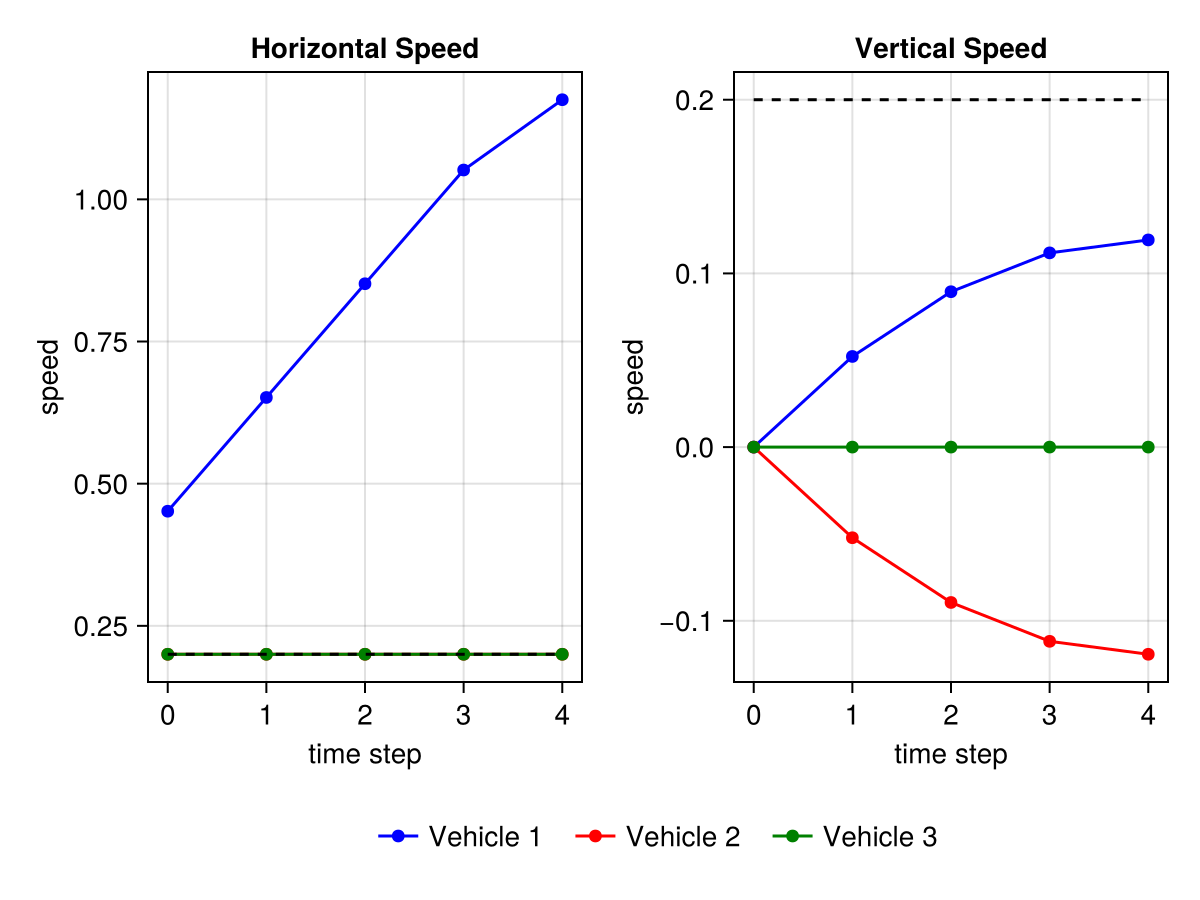 Horizontal Speed
speed
1.00
0.75
0.50
0.25
0 1 2 3 4
time step
Vertical Speed
speed
0.2
0.1
0.0
−0.1
0 1 2 3 4
time step
Vehicle 1 Vehicle 2 Vehicle 3